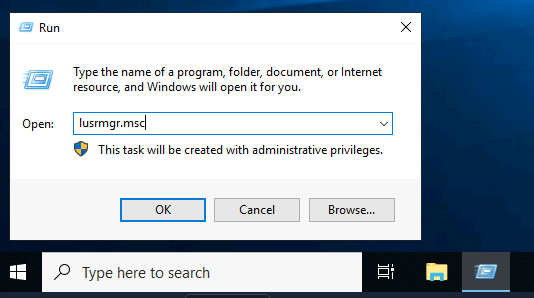 Run
Type the name of a program, folder, document, or Internet
resource, and Windows will open it for you.
Open: lusrmgr.msc
This task will be created with administrative privileges.
OK Cancel Browse...
Type here to search